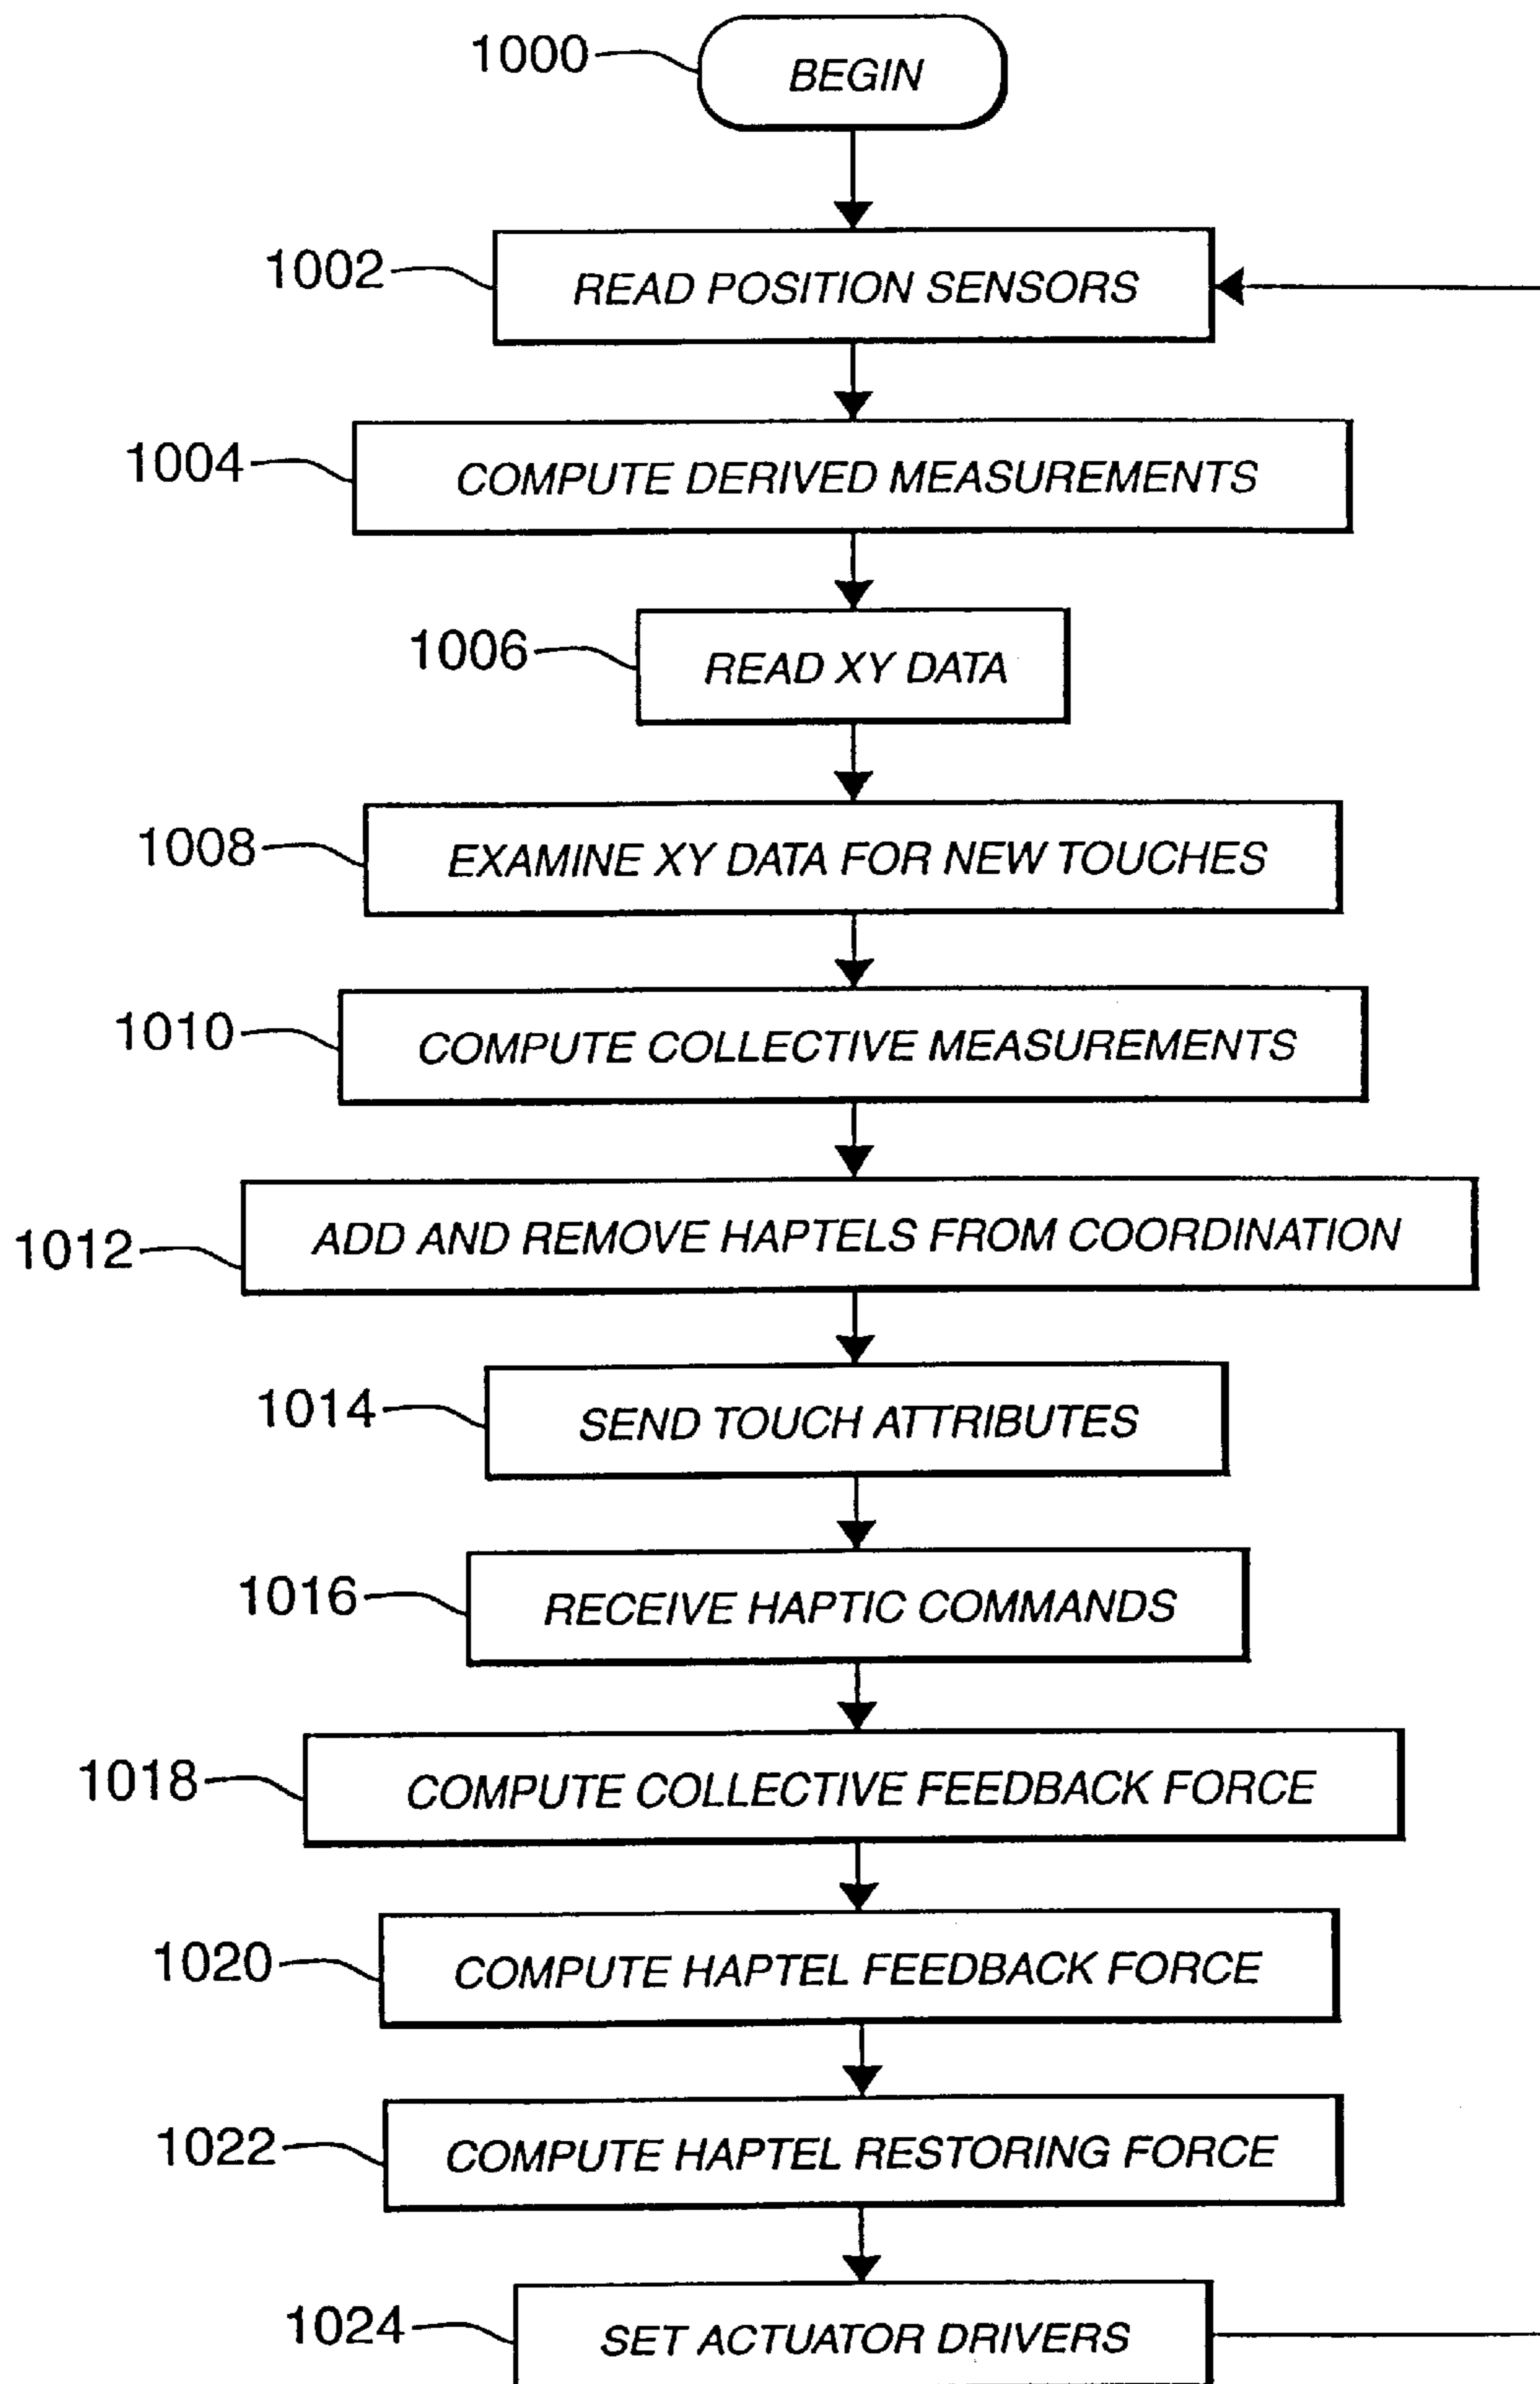 1000 BEGIN
1002 READ POSITION SENSORS
1004 COMPUTE DERIVED MEASUREMENTS
1006 READ XY DATA
1008 EXAMINE XY DATA FOR NEW TOUCHES
1010 COMPUTE COLLECTIVE MEASUREMENTS
1012 ADD AND REMOVE HAPTELS FROM COORDINATION
1014 SEND TOUCH ATTRIBUTES
1016 RECEIVE HAPTIC COMMANDS
1018 COMPUTE COLLECTIVE FEEDBACK FORCE
1020 COMPUTE HAPTEL FEEDBACK FORCE
1022 COMPUTE HAPTEL RESTORING FORCE
1024 SET ACTUATOR DRIVERS